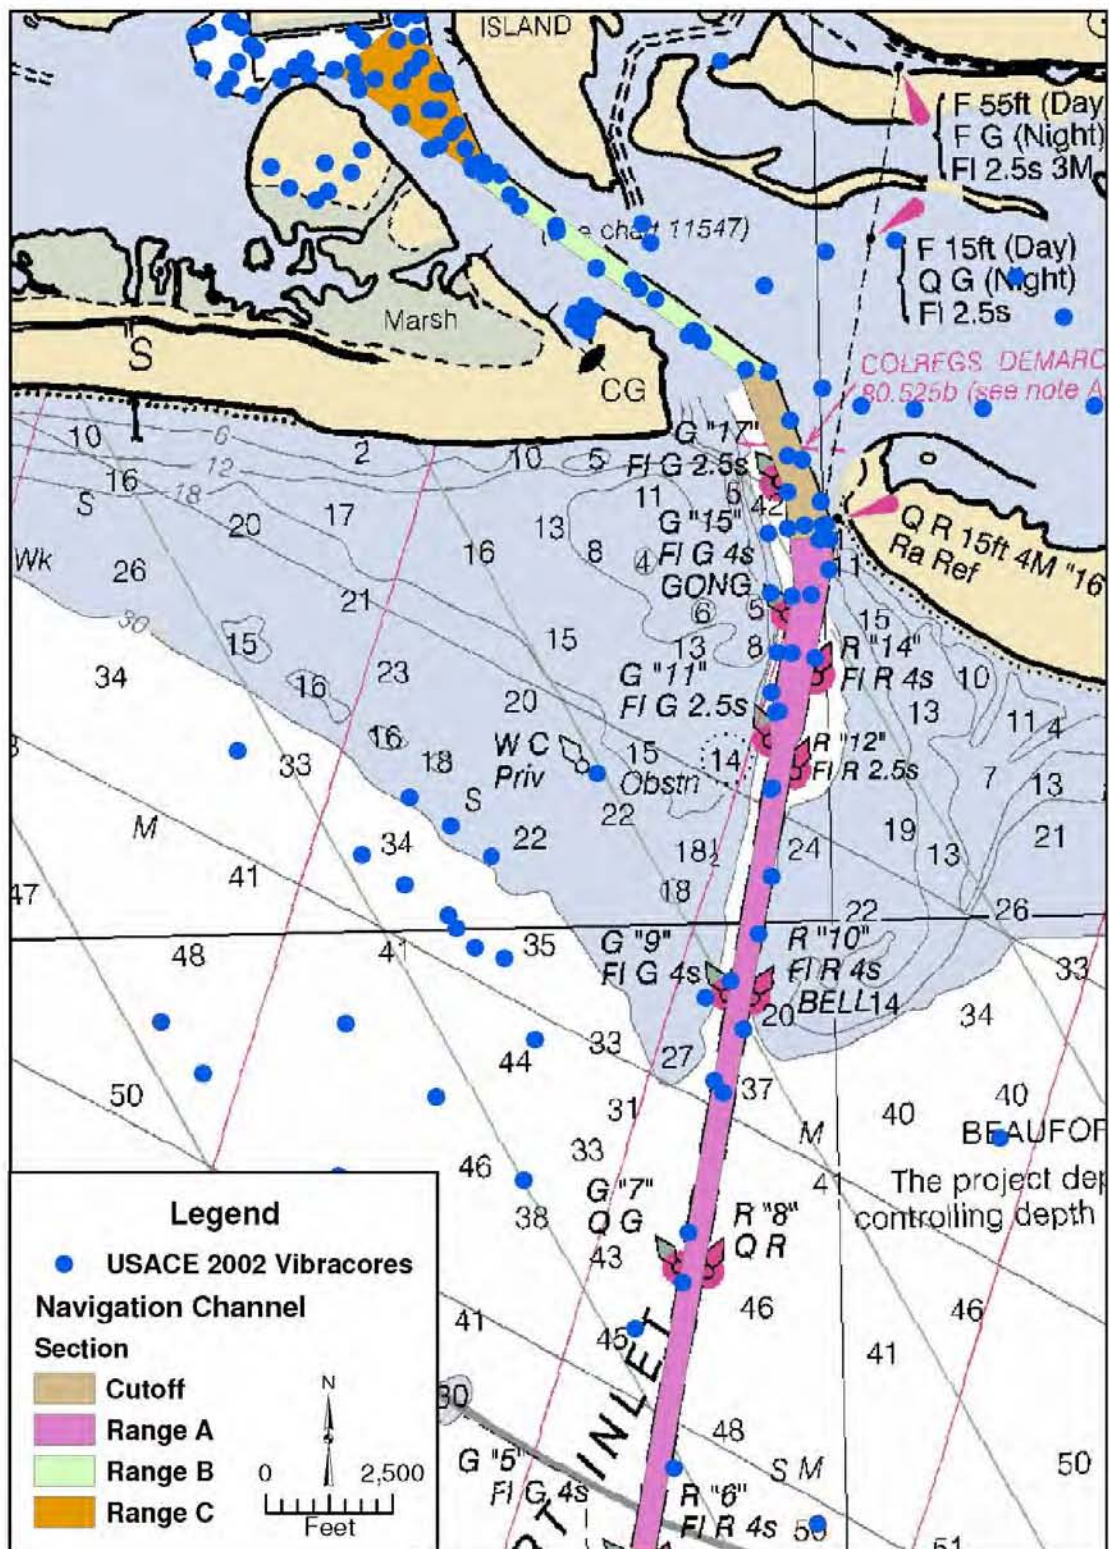 ISLAND
F 55ft (Day
F G (Night)
Fl 2.5s 3M
F 15ft (Day)
Q G (Night)
Fl 2.5s
chart 11547)
Marsh
S
CG
COLREGS DEMARC
80.525b (see note A
G "17"
Fl G 2.5s
10
6
2
10
5
16
12
18
S
11
6
42
20
17
13
G "15"
Q R 15ft 4M "16
Ra Ref
Wk
26
16
8
4
Fl G 4s
GONG
11
21
6
5
15
30
15
15
13
8
R "14"
Fl R 4s
34
23
G "11"
Fl G 2.5s
10
16
20
13
11
4
16
18
W C
Priv
15
Obstn
14
R "12"
Fl R 2.5s
33
7
13
S
22
M
34
22
18½
24
19
13
21
41
18
47
22
26
48
41
35
G "9"
Fl G 4s
R "10"
Fl R 4s
BELL
14
33
20
34
44
33
27
50
37
40
40
31
M
BEAUFOR
33
46
4
The project dep
controlling depth
G "7"
Q G
R "8"
Q R
38
43
46
46
41
45
41
30
48
50
G "5"
Fl G 4s
S M
R "6"
Fl R 4s
50
51
RT INLET
Legend
USACE 2002 Vibracores
Navigation Channel
Section
Cutoff
Range A
Range B
Range C
N
0 2,500
Feet